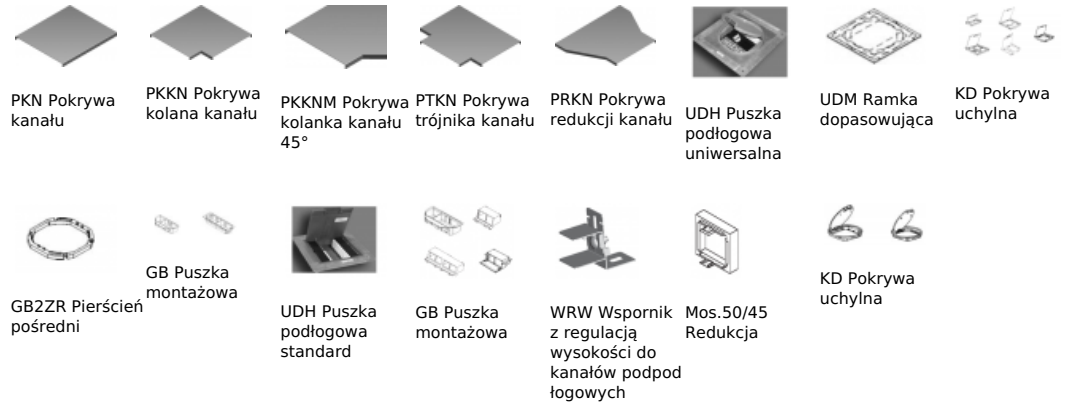 PKN Pokrywa
kanału
PKKN Pokrywa
kolana kanału
PKKNM Pokrywa
kolanka kanału
45°
PTKN Pokrywa
trójnika kanału
PRKN Pokrywa
redukcji kanału
UDH Puszka
podłogowa
uniwersalna
UDM Ramka
dopasowująca
KD Pokrywa
uchylna
GB2ZR Pierścień
pośredni
GB Puszka
montażowa
UDH Puszka
podłogowa
standard
GB Puszka
montażowa
WRW Wspornik
z regulacją
wysokości do
kanałów podpod
łogowych
Mos.50/45
Redukcja
KD Pokrywa
uchylna